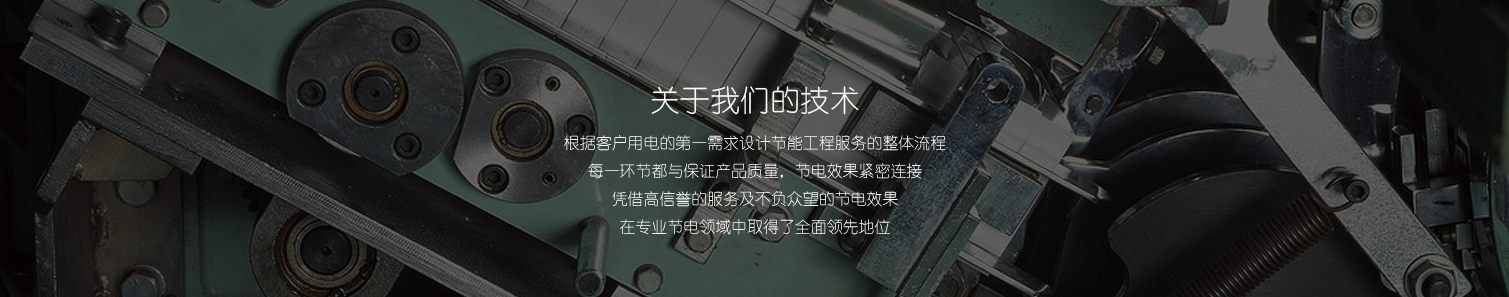 关于我们的技术
根据客户用电的第一需求设计节能工程服务的整体流程
每一环节都与保证产品质量，节电效果紧密连接
凭借高信誉的服务及不负众望的节电效果
在专业节电领域中取得了全面领先地位